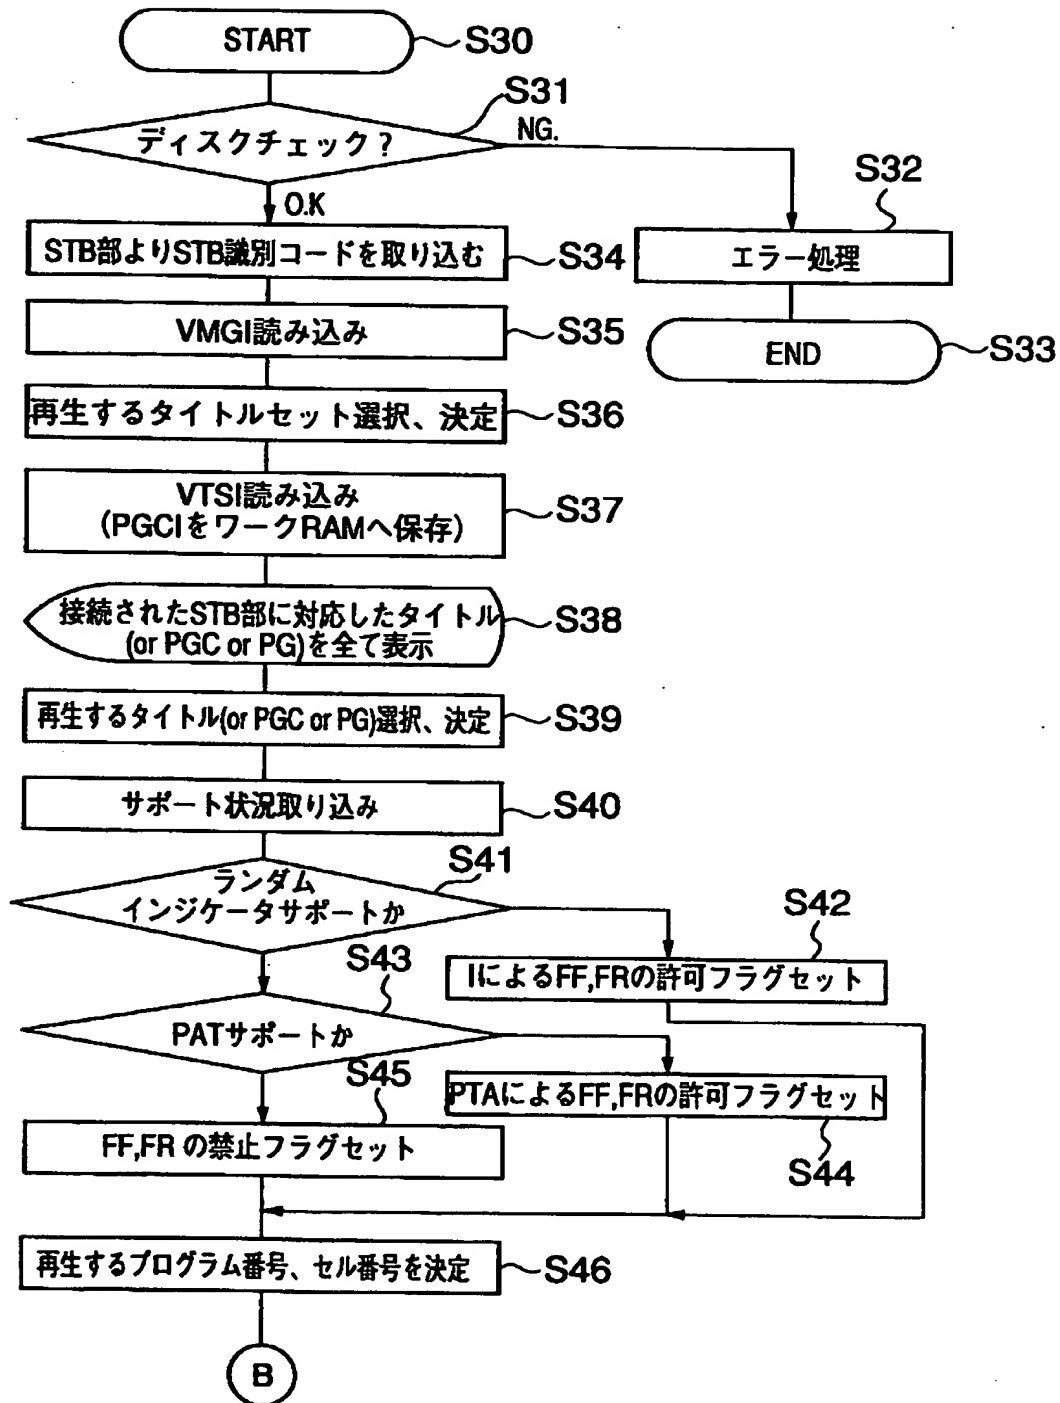 START
S30
S31
ディスクチェック？
NG.
S32
O.K
STB部よりSTB識別コードを取り込む
S34
エラー処理
VMGI読み込み
S35
END
S33
再生するタイトルセット選択、決定
S36
VTSI読み込み
(PGCIをワークRAMへ保存)
S37
接続されたSTB部に対応したタイトル
(or PGC or PG)を全て表示
S38
再生するタイトル(or PGC or PG)選択、決定
S39
サポート状況取り込み
S40
S41
ランダム
インジケータサポートか
S42
S43
IによるFF,FRの許可フラグセット
PATサポートか
S45
PTAによるFF,FRの許可フラグセット
FF,FR の禁止フラグセット
S44
再生するプログラム番号、セル番号を決定
S46
B